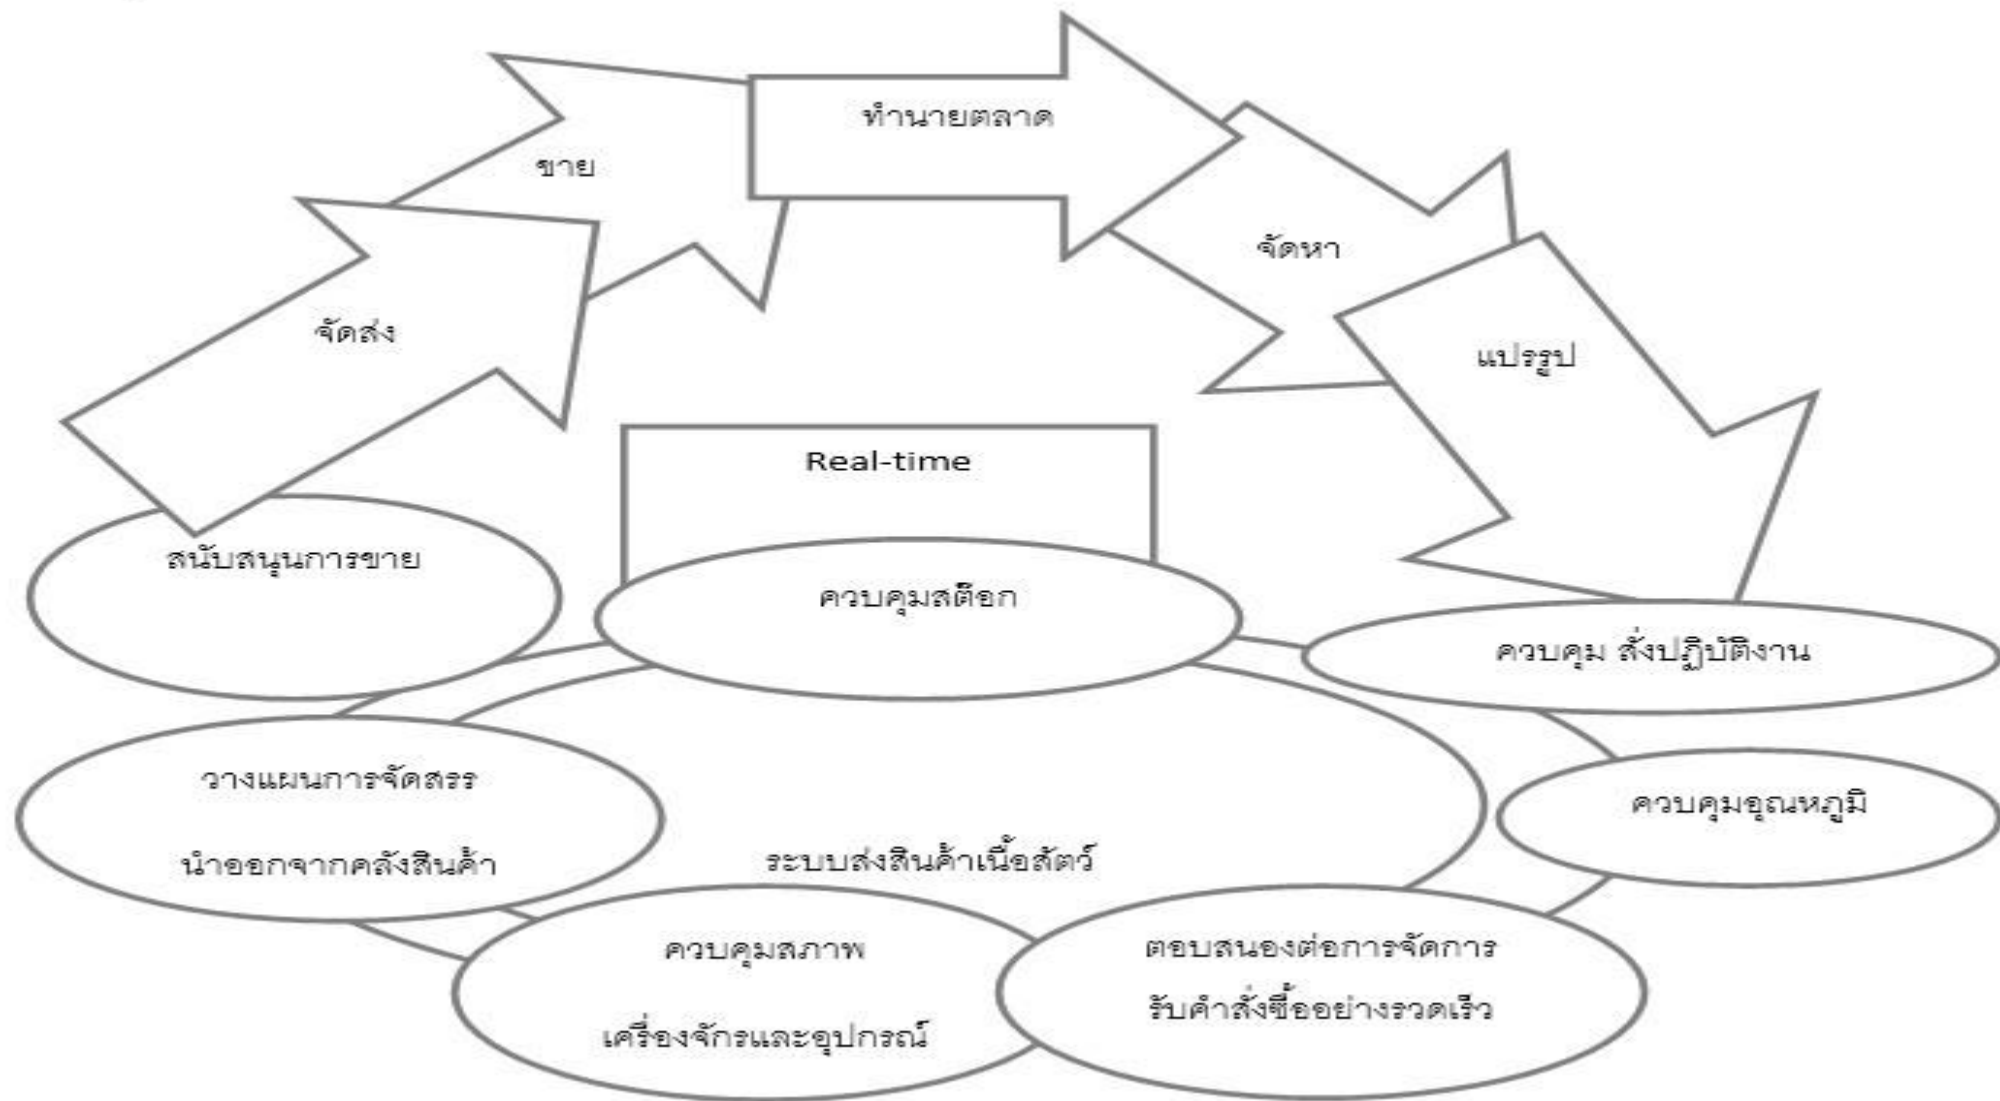 ทำนายตลาด
ขาย
จัดหา
จัดส่ง
แปรรูป
Real-time
สนับสนุนการขาย
ควบคุมสต๊อก
ควบคุม สั่งปฏิบัติงาน
วางแผนการจัดสรร
นำออกจากคลังสินค้า
ควบคุมอุณหภูมิ
ระบบส่งสินค้าเนื้อสัตว์
ควบคุมสภาพ
เครื่องจักรและอุปกรณ์
ตอบสนองต่อการจัดการ
รับคำสั่งซื้ออย่างรวดเร็ว